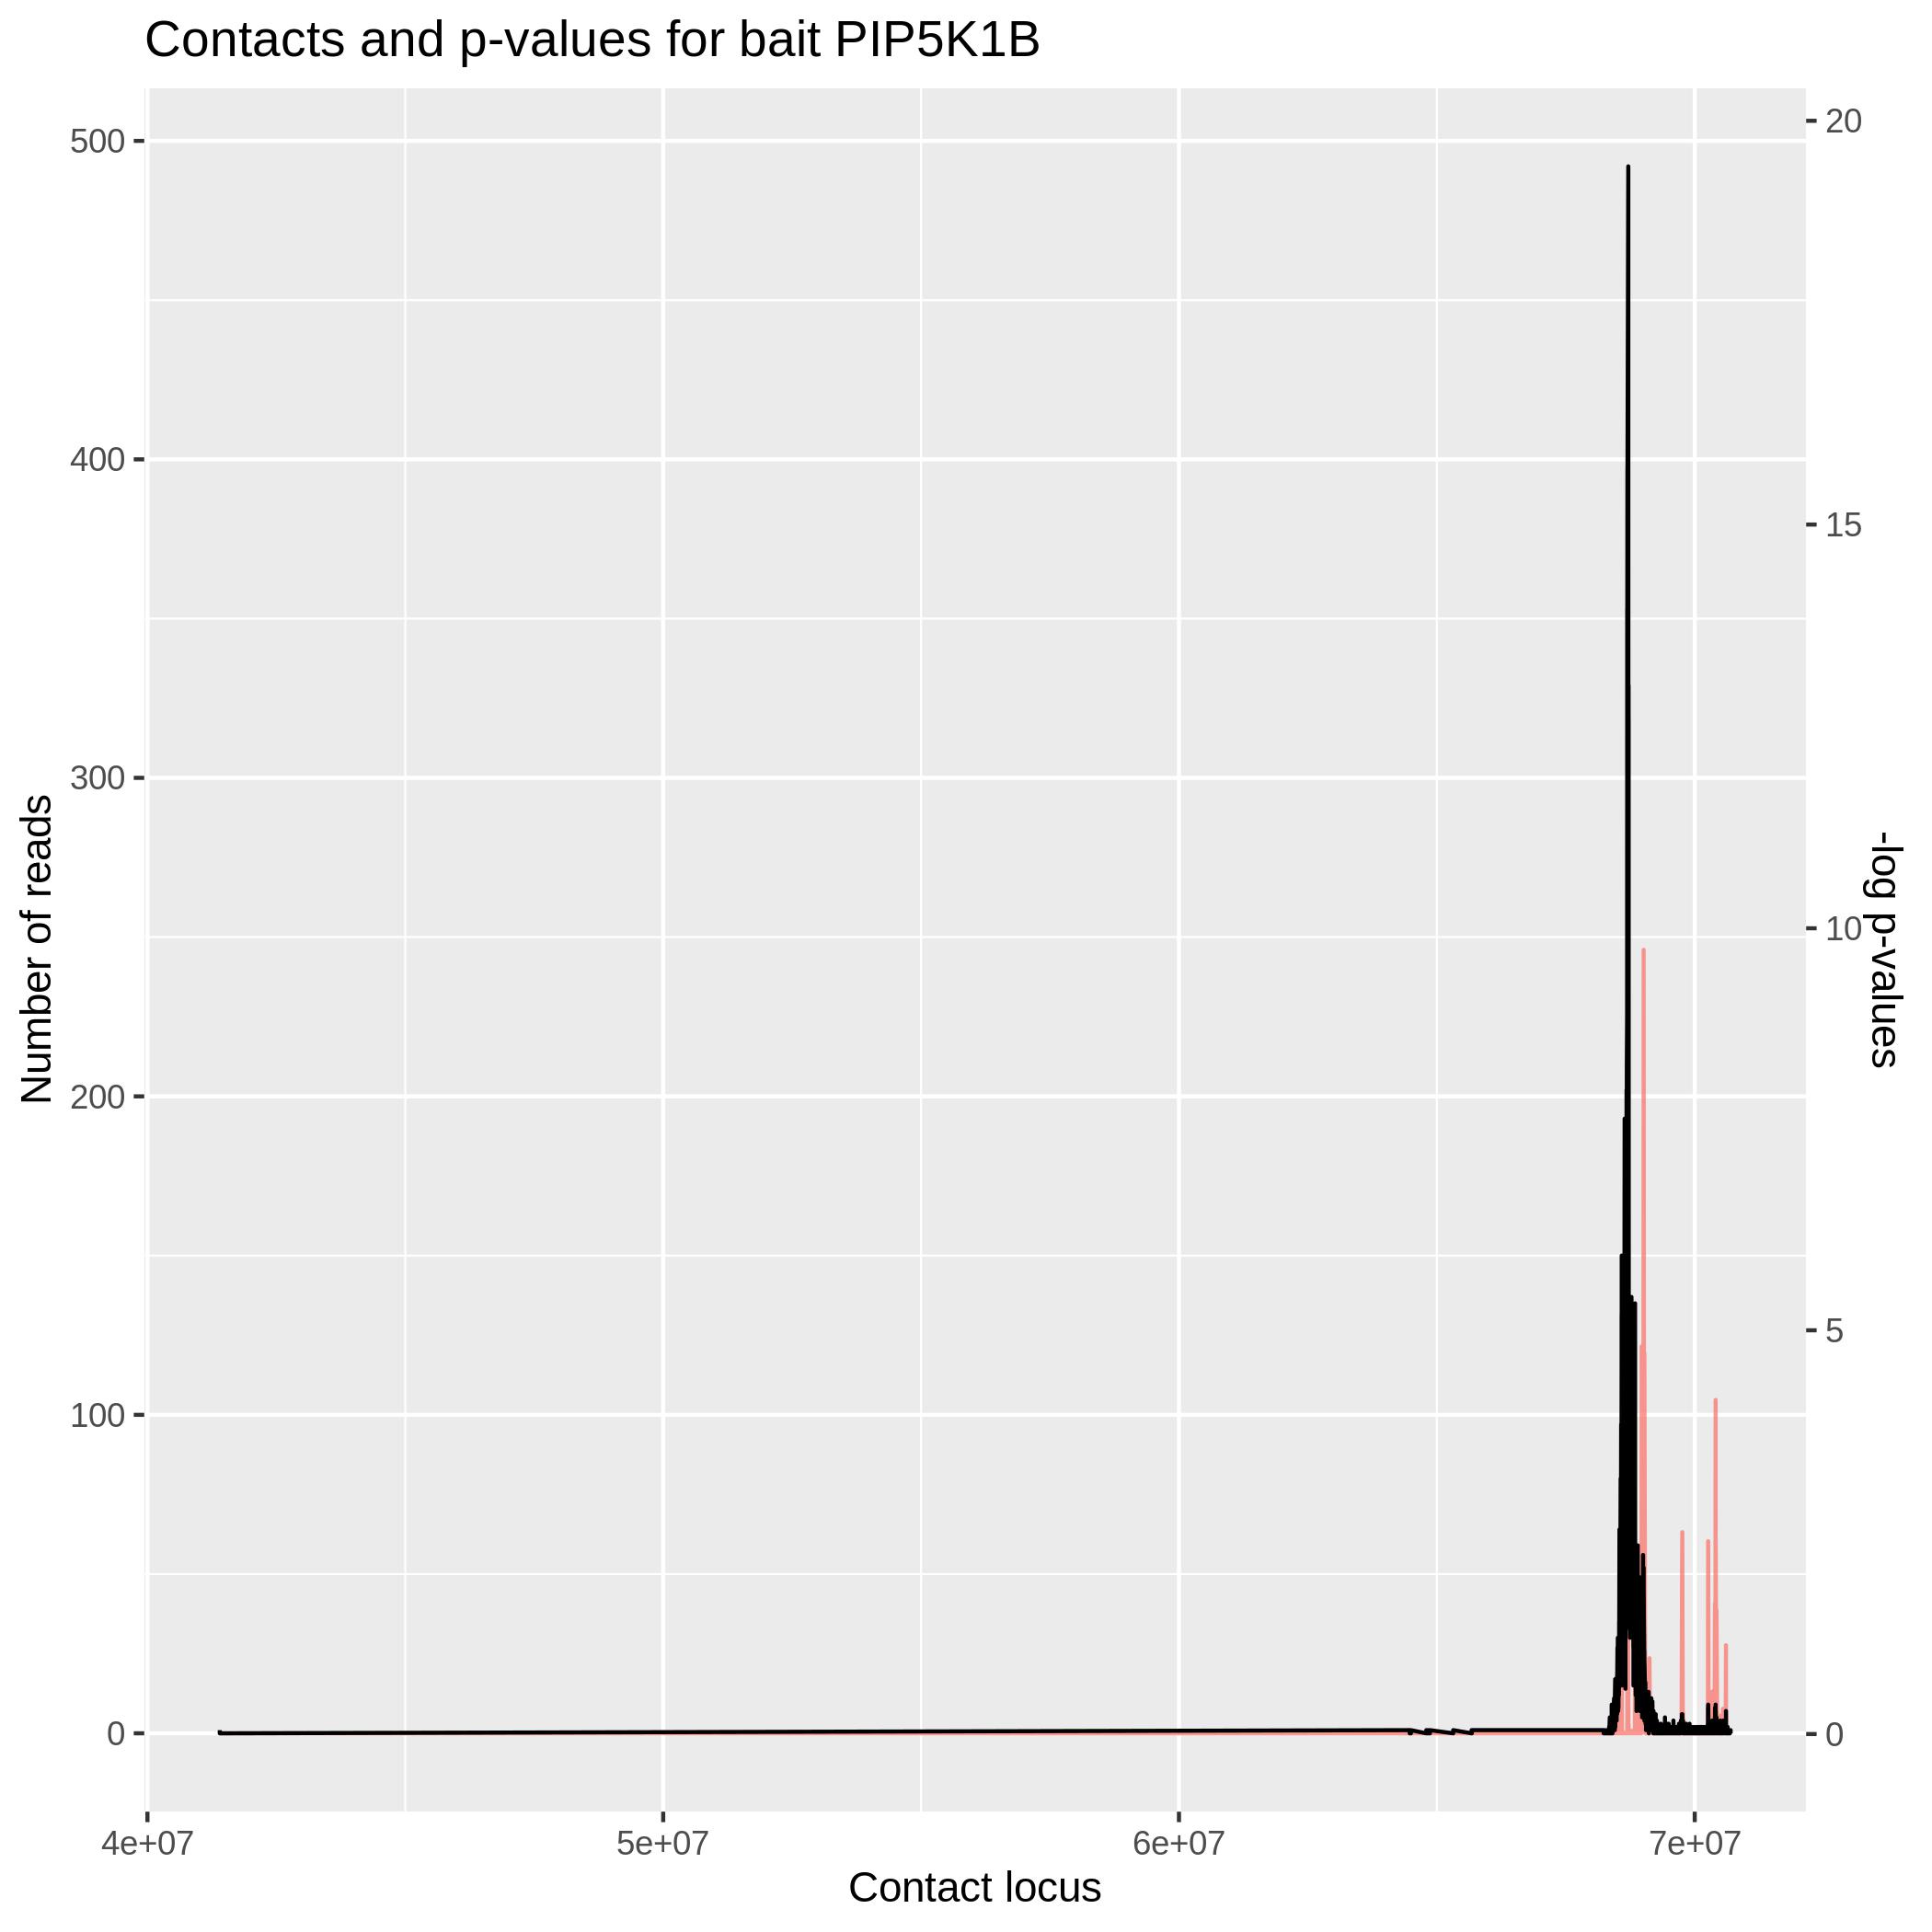 Contacts and p-values for bait PIP5K1B
500
400
300
200
100
0
Number of reads
20
15
10
5
0
-log p-values
4e+07
5e+07
6e+07
7e+07
Contact locus